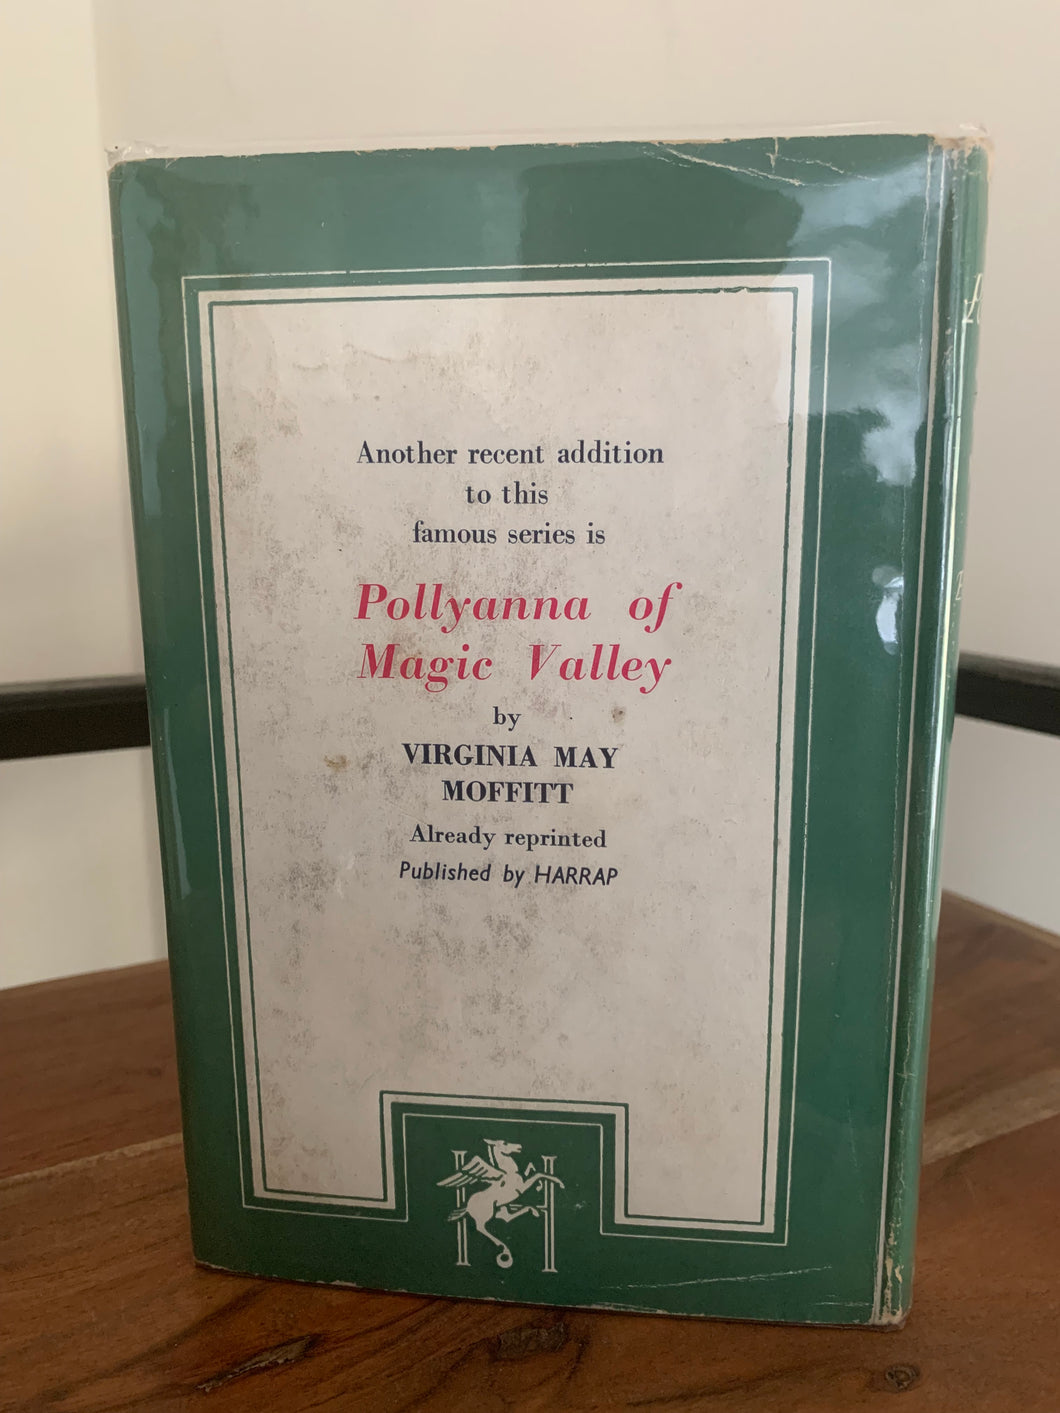 Another recent addition
to this
famous series is
Pollyanna of
Magic Valley
by
VIRGINIA MAY
MOFFITT
Already reprinted
Published by HARRAP